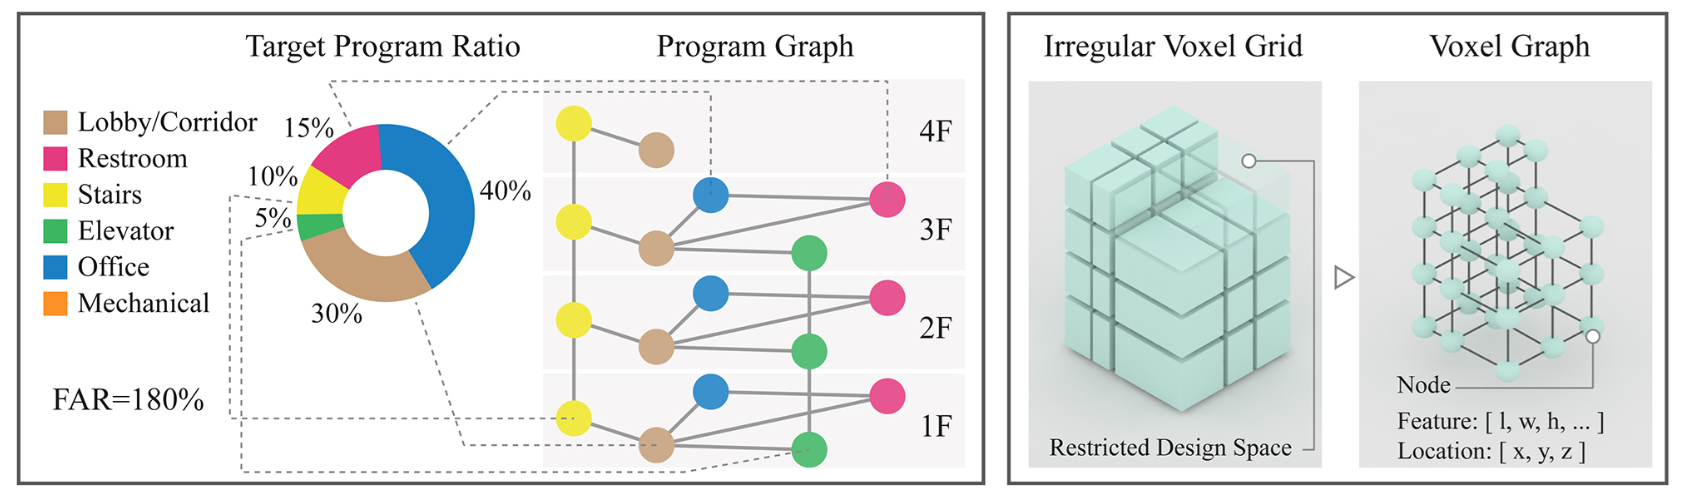 Target Program Ratio
Program Graph
Lobby/Corridor
Restroom
Stairs
Elevator
Office
Mechanical
15%
10%
5%
40%
30%
FAR=180%
4F
3F
2F
1F
Irregular Voxel Grid
Voxel Graph
Restricted Design Space
Node
Feature: [ l, w, h, ... ]
Location: [ x, y, z ]